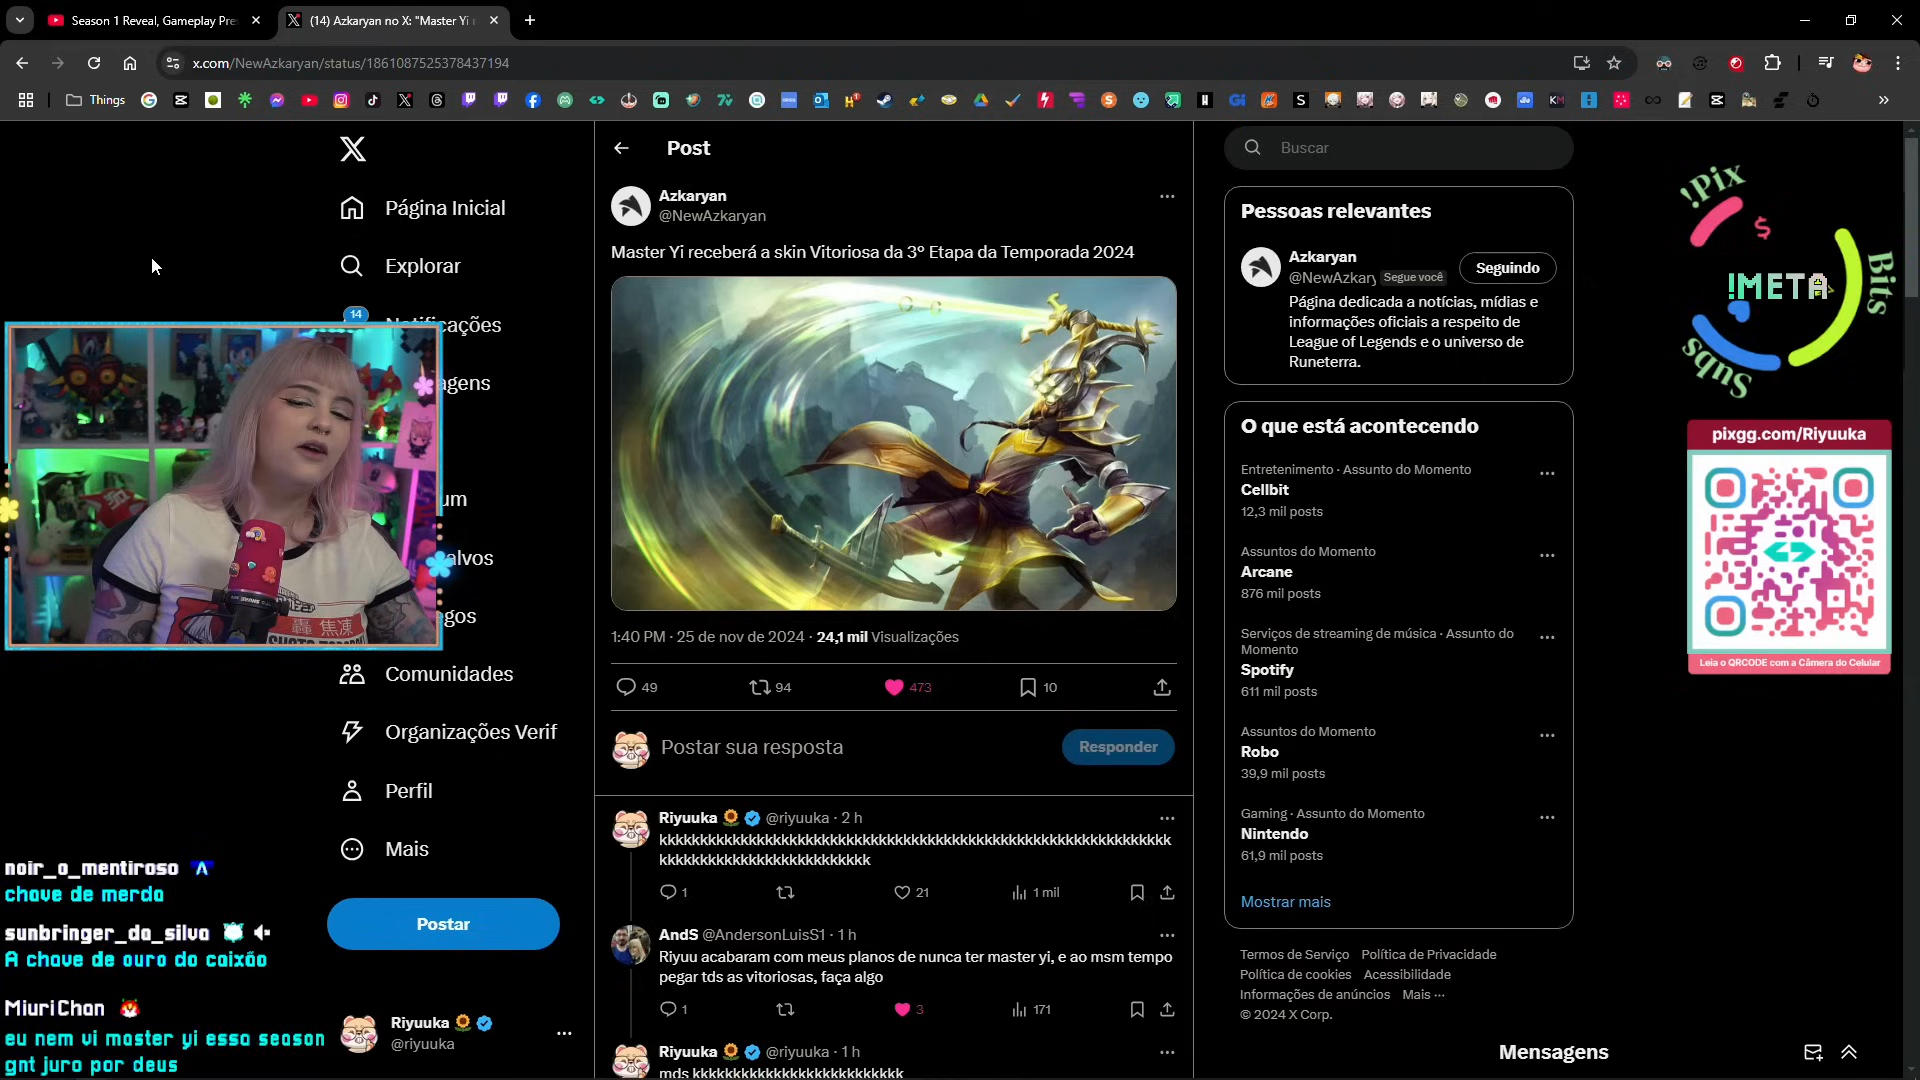 Season 1 Reveal, Gameplay Pre
(14) Azkaryan no X: "Master Yi r
x.com/NewAzkaryan/status/1861087525378437194
Things
Página Inicial
Explorar
14
Notificações
agens
um
alvos
egos
Comunidades
Organizações Verif
Perfil
Mais
Postar
Riyuuka
@riyuuka
noir_o_mentiroso
chave de merda
sunbringer_da_silva
A chave de ouro do caixão
MiuriChan
eu nem vi master yi essa season
gnt juro por deus
Post
Azkaryan
@NewAzkaryan
Master Yi receberá a skin Vitoriosa da 3º Etapa da Temporada 2024
1:40 PM · 25 de nov de 2024 · 24,1 mil Visualizações
49
94
473
10
Postar sua resposta
Responder
Riyuuka @riyuuka · 2 h
kkkkkkkkkkkkkkkkkkkkkkkkkkkkkkkkkkkkkkkkkkkkkkkkkkkkkkkkkkkkkkk
kkkkkkkkkkkkkkkkkkkkkkkkkk
1
21
1 mil
AndS @AndersonLuisS1 · 1 h
Riyuu acabaram com meus planos de nunca ter master yi, e ao msm tempo
pegar tds as vitoriosas, faça algo
1
3
171
Riyuuka @riyuuka · 1 h
mds kkkkkkkkkkkkkkkkkkkkkkkkkk
Buscar
Pessoas relevantes
Azkaryan
@NewAzkary Segue você
Seguindo
Página dedicada a notícias, mídias e
informações oficiais a respeito de
League of Legends e o universo de
Runeterra.
O que está acontecendo
Entretenimento · Assunto do Momento
Cellbit
12,3 mil posts
Assuntos do Momento
Arcane
876 mil posts
Serviços de streaming de música · Assunto do
Momento
Spotify
611 mil posts
Assuntos do Momento
Robo
39,9 mil posts
Gaming · Assunto do Momento
Nintendo
61,9 mil posts
Mostrar mais
Termos de Serviço Política de Privacidade
Política de cookies Acessibilidade
Informações de anúncios Mais ···
© 2024 X Corp.
Mensagens
!Pix
$
!META
Bits
Subs
pixgg.com/Riyuuka
Leia o QRCODE com a Câmera do Celular